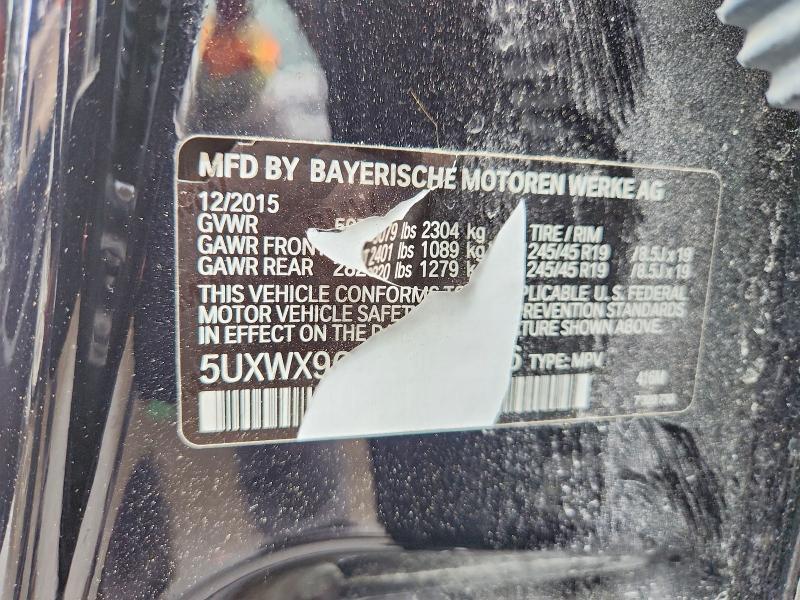 MFD BY BAYERISCHE MOTOREN WERKE AG
12/2015
GVWR lbs 2304 kg TIRE / RIM
GAWR FRON 2401 lbs 1089 kg 245/45 R19 / 8.5J x 19
GAWR REAR lbs 1279 kg 245/45 R19 / 8.5J x 19
THIS VEHICLE CONFORMS PLICABLE U.S. FEDERAL
MOTOR VEHICLE SAFET REVENTION STANDARDS
IN EFFECT ON THE TURE SHOWN ABOVE.
5UXWX9 TYPE: MPV